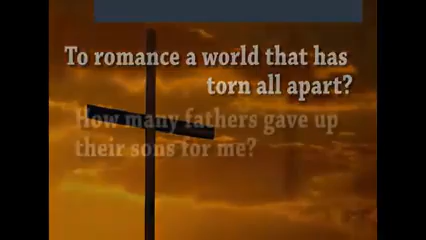 To romance a world that has
torn all apart?
How many fathers gave up
their sons for me?